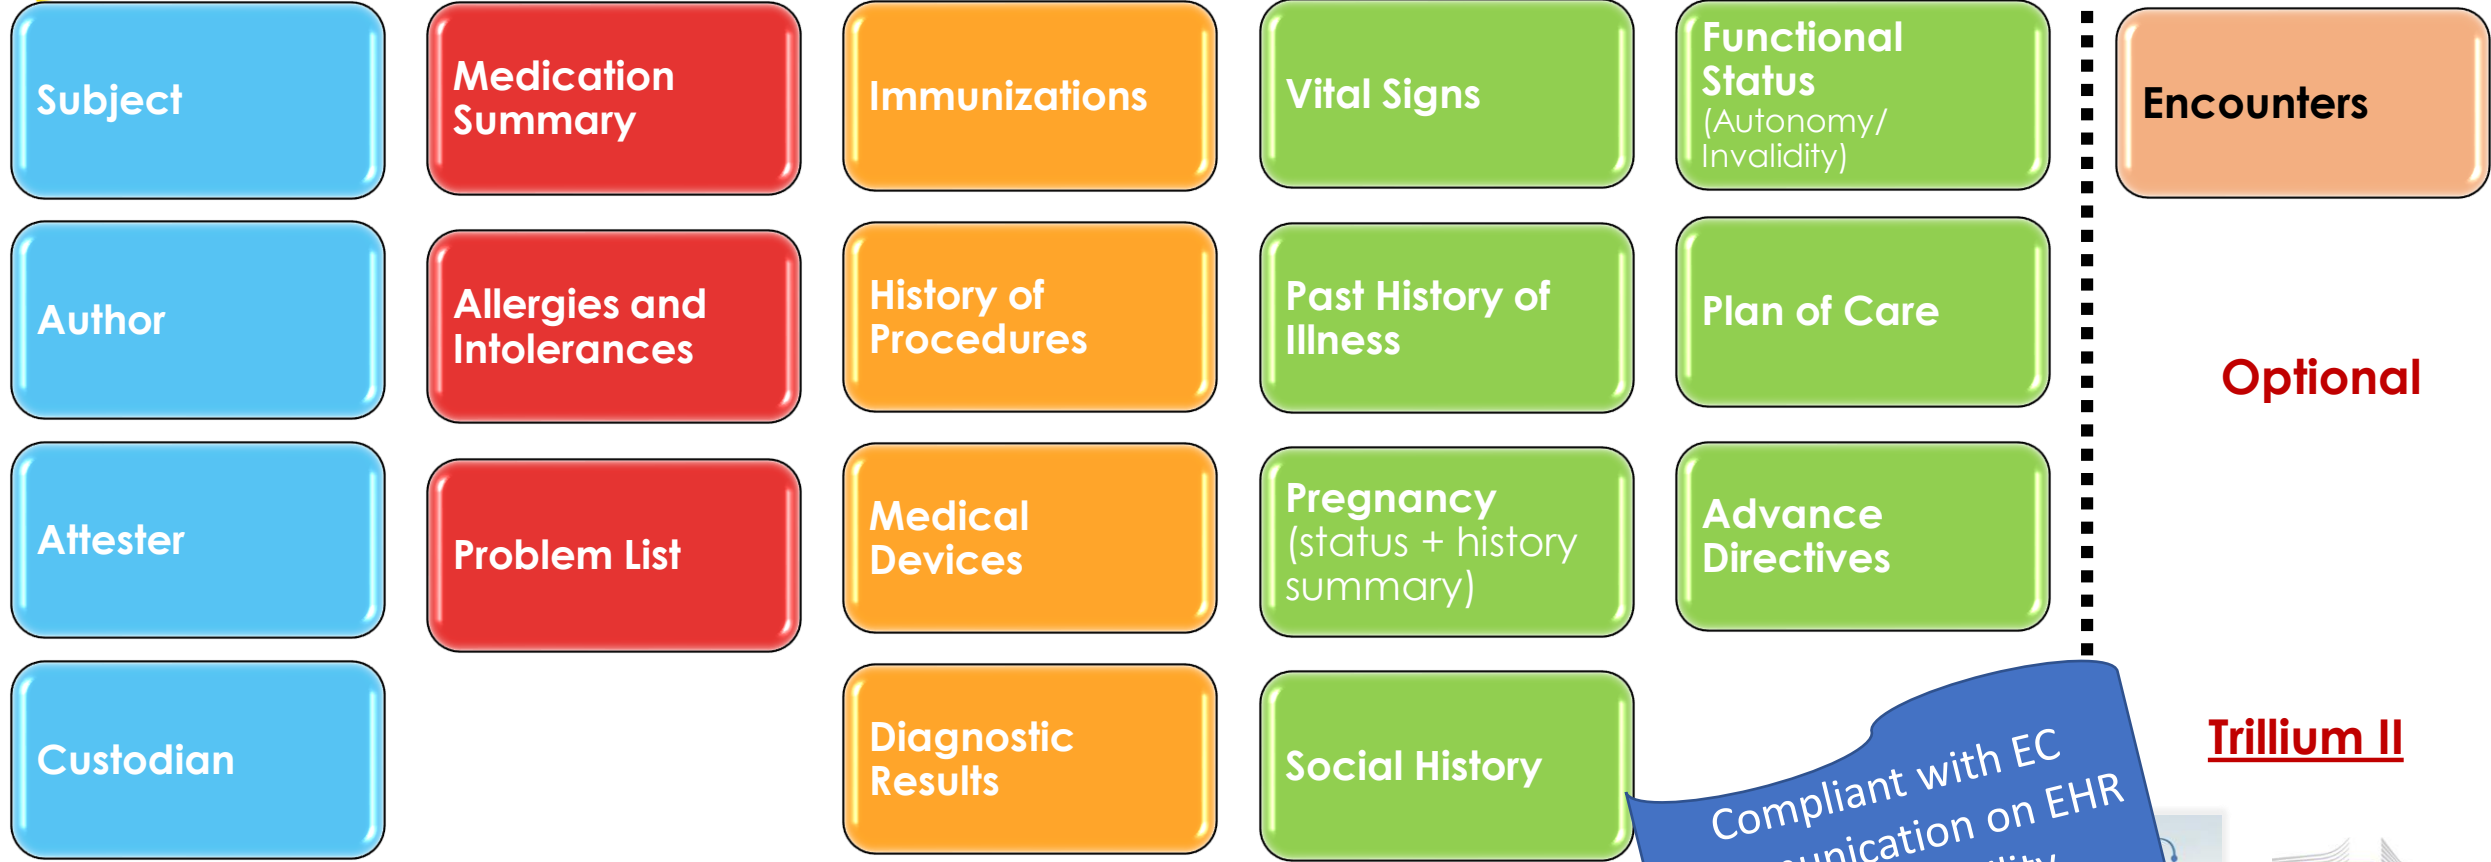 Subject
Author
Attester
Custodian
Medication
Summary
Allergies and
Intolerances
Problem List
Immunizations
History of
Procedures
Medical
Devices
Diagnostic
Results
Vital Signs
Past History of
Illness
Pregnancy
(status + history
summary)
Social History
Functional
Status
(Autonomy/
Invalidity)
Plan of Care
Advance
Directives
Compliant with EC
on EHR
Encounters
Optional
Trillium II